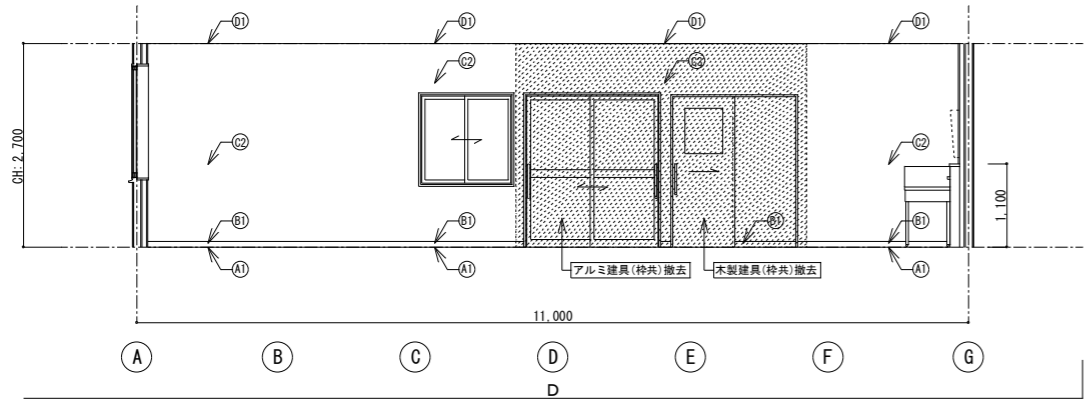 D1 D1 D1 D1
C2 C3
CH:2,700
C2 C2
1,100
B1 B1 B1 B1
A1 A1 A1
アルミ建具(枠共)撤去 木製建具(枠共)撤去
11,000
A B C D E F G
D